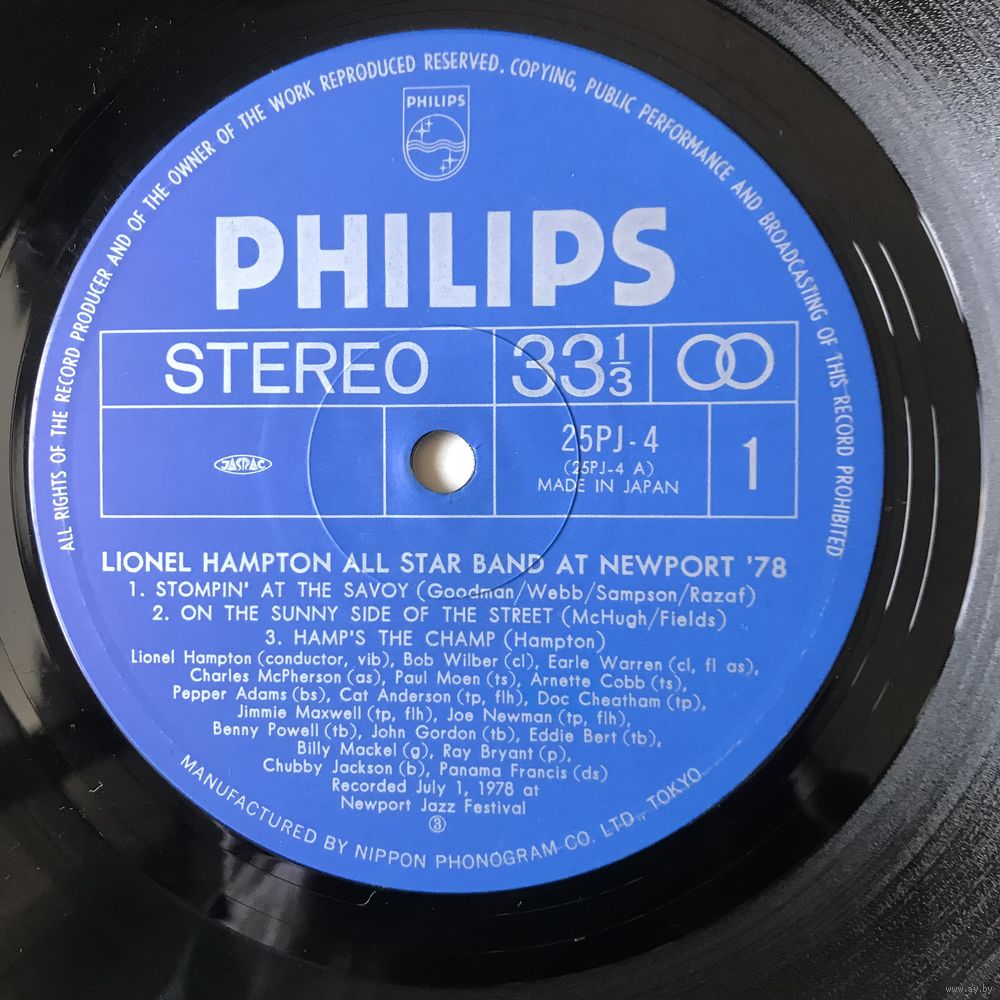 ALL RIGHTS OF THE RECORD PRODUCER AND OF THE OWNER OF THE WORK REPRODUCED RESERVED. COPYING, PUBLIC PERFORMANCE AND BROADCASTING OF THIS RECORD PROHIBITED
PHILIPS
PHILIPS
STEREO 33 1/3
JASRAC
25PJ-4
(25PJ-4 A)
MADE IN JAPAN
1
LIONEL HAMPTON ALL STAR BAND AT NEWPORT '78
1. STOMPIN' AT THE SAVOY (Goodman/Webb/Sampson/Razaf)
2. ON THE SUNNY SIDE OF THE STREET (McHugh/Fields)
3. HAMP'S THE CHAMP (Hampton)
Lionel Hampton (conductor, vib), Bob Wilber (cl), Earle Warren (cl, fl as),
Charles McPherson (as), Paul Moen (ts), Arnette Cobb (ts),
Pepper Adams (bs), Cat Anderson (tp, flh), Doc Cheatham (tp),
Jimmie Maxwell (tp, flh), Joe Newman (tp, flh),
Benny Powell (tb), John Gordon (tb), Eddie Bert (tb),
Billy Mackel (g), Ray Bryant (p),
Chubby Jackson (b), Panama Francis (ds)
Recorded July 1, 1978 at
Newport Jazz Festival
③
MANUFACTURED BY NIPPON PHONOGRAM CO. LTD., TOKYO
www.ay.by